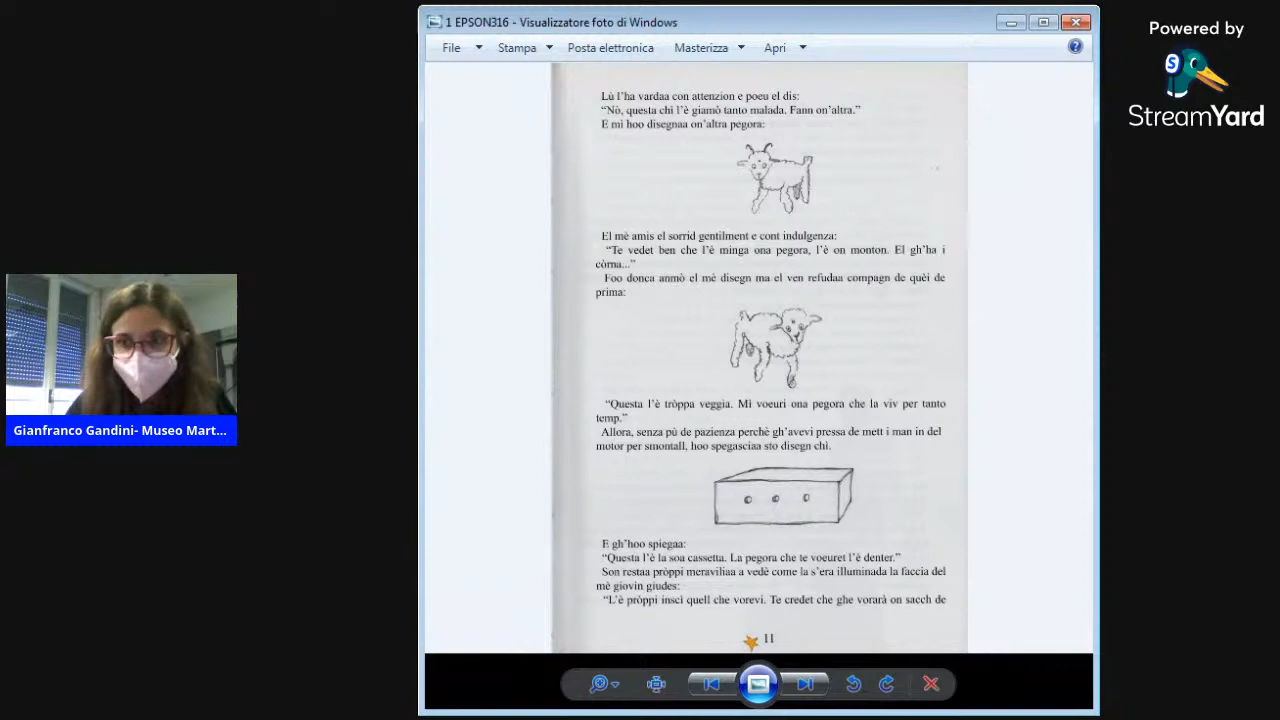 1 EPSON316 - Visualizzatore foto di Windows
File Stampa Posta elettronica Masterizza Apri
Powered by
StreamYard
Lù l'ha vardaa con attenzion e poeu el dis:
“Nò, questa chì l'è giamò tanto malada. Fann on'altra.”
E mì hoo disegnaa on'altra pegora:
El mè amis el sorrid gentilment e cont indulgenza:
“Te vedet ben che l'è minga ona pegora, l'è on monton. El gh'ha i
còrna...”
Foo donca anmò el mè disegn ma el ven refudaa compagn de quèi de
prima:
“Questa l'è tròppa veggia. Mì voeuri ona pegora che la viv per tanto
temp.”
Allora, senza pù de pazienza perchè gh'avevi pressa de mett i man in del
motor per smontall, hoo spegasciaa sto disegn chì.
E gh'hoo spiegaa:
“Questa l'è la soa cassetta. La pegora che te voeuret l'è denter.”
Son restaa pròppi meraviliaa a vedè come la s'era illuminada la faccia del
mè giovin giudes:
“L'è pròppi inscì quell che vorevi. Te credet che ghe vorarà on sacch de
11
Gianfranco Gandini- Museo Mart...